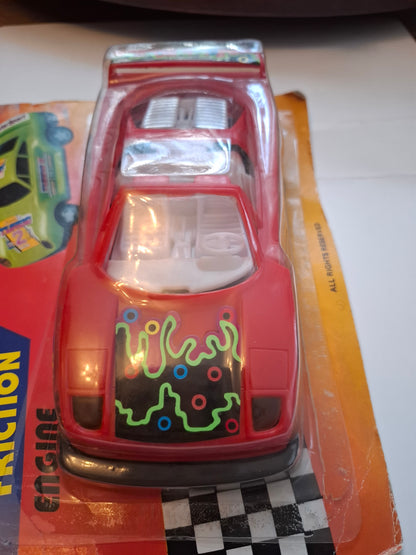 FRICTION
ENGINE
ALL RIGHTS RESERVED